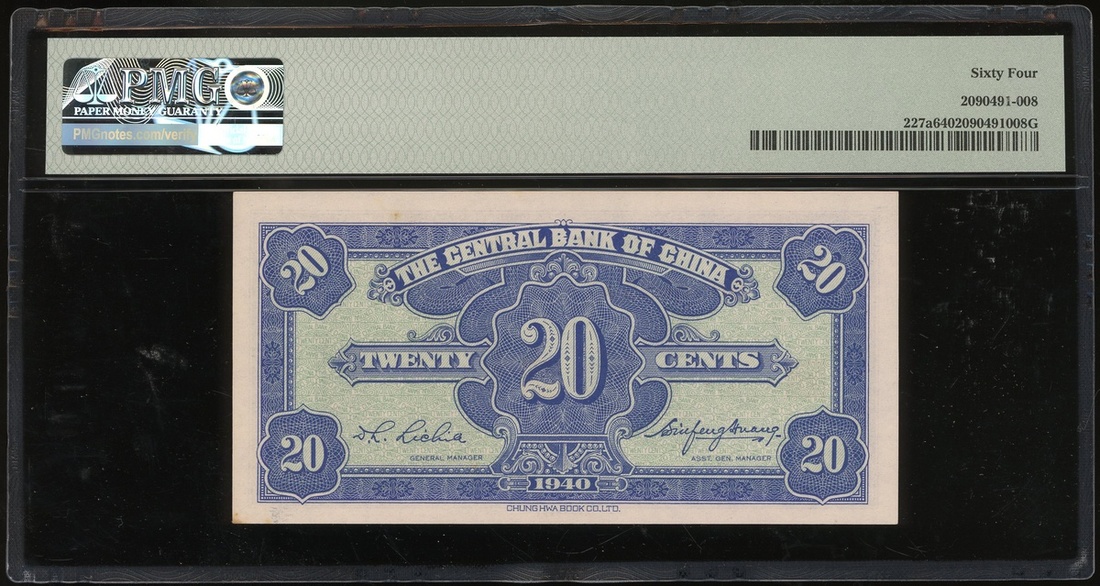 PMG
PAPER MONEY GUARANTY
PMGnotes.com/verify
Sixty Four
2090491-008
227a6402090491008G
THE CENTRAL BANK OF CHINA
20
20
TWENTY
20
CENTS
20
20
GENERAL MANAGER
ASST. GEN. MANAGER
1940
CHUNG HWA BOOK CO., LTD.